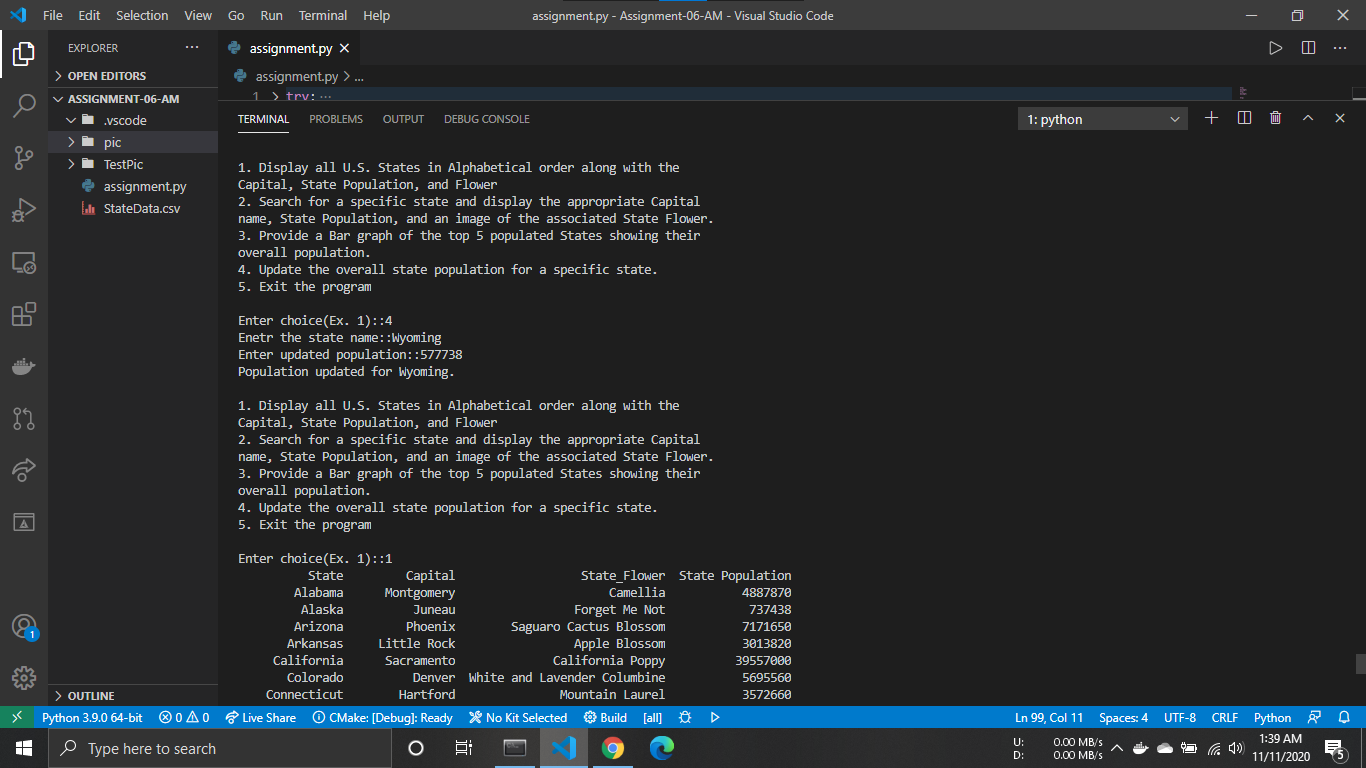 File Edit Selection View Go Run Terminal Help
assignment.py - Assignment-06-AM - Visual Studio Code
EXPLORER
OPEN EDITORS
ASSIGNMENT-06-AM
.vscode
pic
TestPic
assignment.py
StateData.csv
OUTLINE
1
assignment.py
assignment.py > ...
1 > try: ...
TERMINAL PROBLEMS OUTPUT DEBUG CONSOLE
1: python
1. Display all U.S. States in Alphabetical order along with the
Capital, State Population, and Flower
2. Search for a specific state and display the appropriate Capital
name, State Population, and an image of the associated State Flower.
3. Provide a Bar graph of the top 5 populated States showing their
overall population.
4. Update the overall state population for a specific state.
5. Exit the program
Enter choice(Ex. 1)::4
Enetr the state name::Wyoming
Enter updated population::577738
Population updated for Wyoming.
1. Display all U.S. States in Alphabetical order along with the
Capital, State Population, and Flower
2. Search for a specific state and display the appropriate Capital
name, State Population, and an image of the associated State Flower.
3. Provide a Bar graph of the top 5 populated States showing their
overall population.
4. Update the overall state population for a specific state.
5. Exit the program
Enter choice(Ex. 1)::1
State Capital State_Flower State Population
Alabama Montgomery Camellia 4887870
Alaska Juneau Forget Me Not 737438
Arizona Phoenix Saguaro Cactus Blossom 7171650
Arkansas Little Rock Apple Blossom 3013820
California Sacramento California Poppy 39557000
Colorado Denver White and Lavender Columbine 5695560
Connecticut Hartford Mountain Laurel 3572660
Python 3.9.0 64-bit 0 0 Live Share CMake: [Debug]: Ready No Kit Selected Build [all] Ln 99, Col 11 Spaces: 4 UTF-8 CRLF Python
Type here to search
U: 0.00 MB/s
D: 0.00 MB/s
1:39 AM
11/11/2020
5